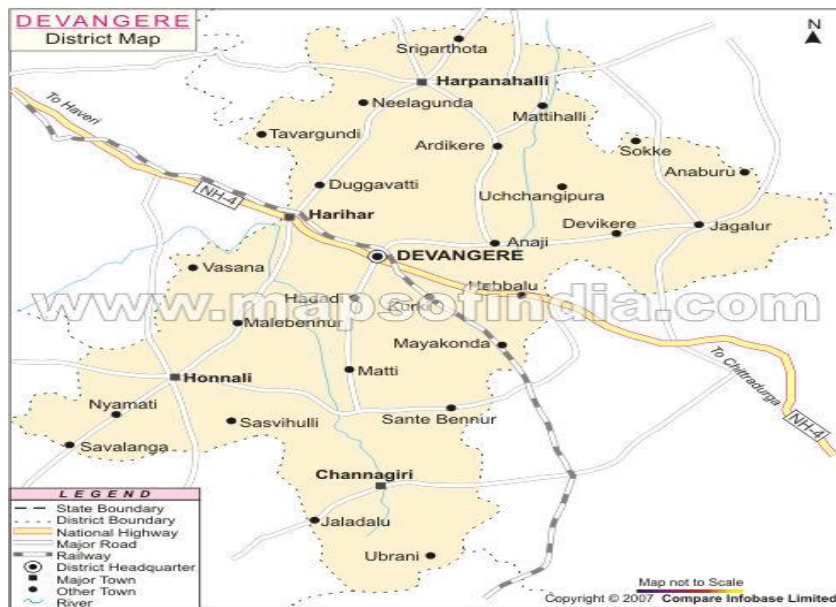 DEVANGERE
District Map
N
Srigarthota
Harpanahalli
Neelagunda
Mattihalli
To Haveri
Tavargundi
Ardikere
Sokke
Anaburu
Duggavatti
Uchchangipura
NH-4
Harihar
Devikere
Jagalur
Anaji
DEVANGERE
Vasana
Hebbalu
www.mapsofindia.com
Hadadi
Malebennur
Mayakonda
To Chittradurga
Matti
Honnali
Nyamati
Sasvihulli
Sante Bennur
NH-4
Savalanga
Channagiri
LEGEND
State Boundary
District Boundary
National Highway
Major Road
Railway
District Headquarter
Major Town
Other Town
River
Jaladalu
Ubrani
Map not to Scale
Copyright © 2007 Compare Infobase Limited